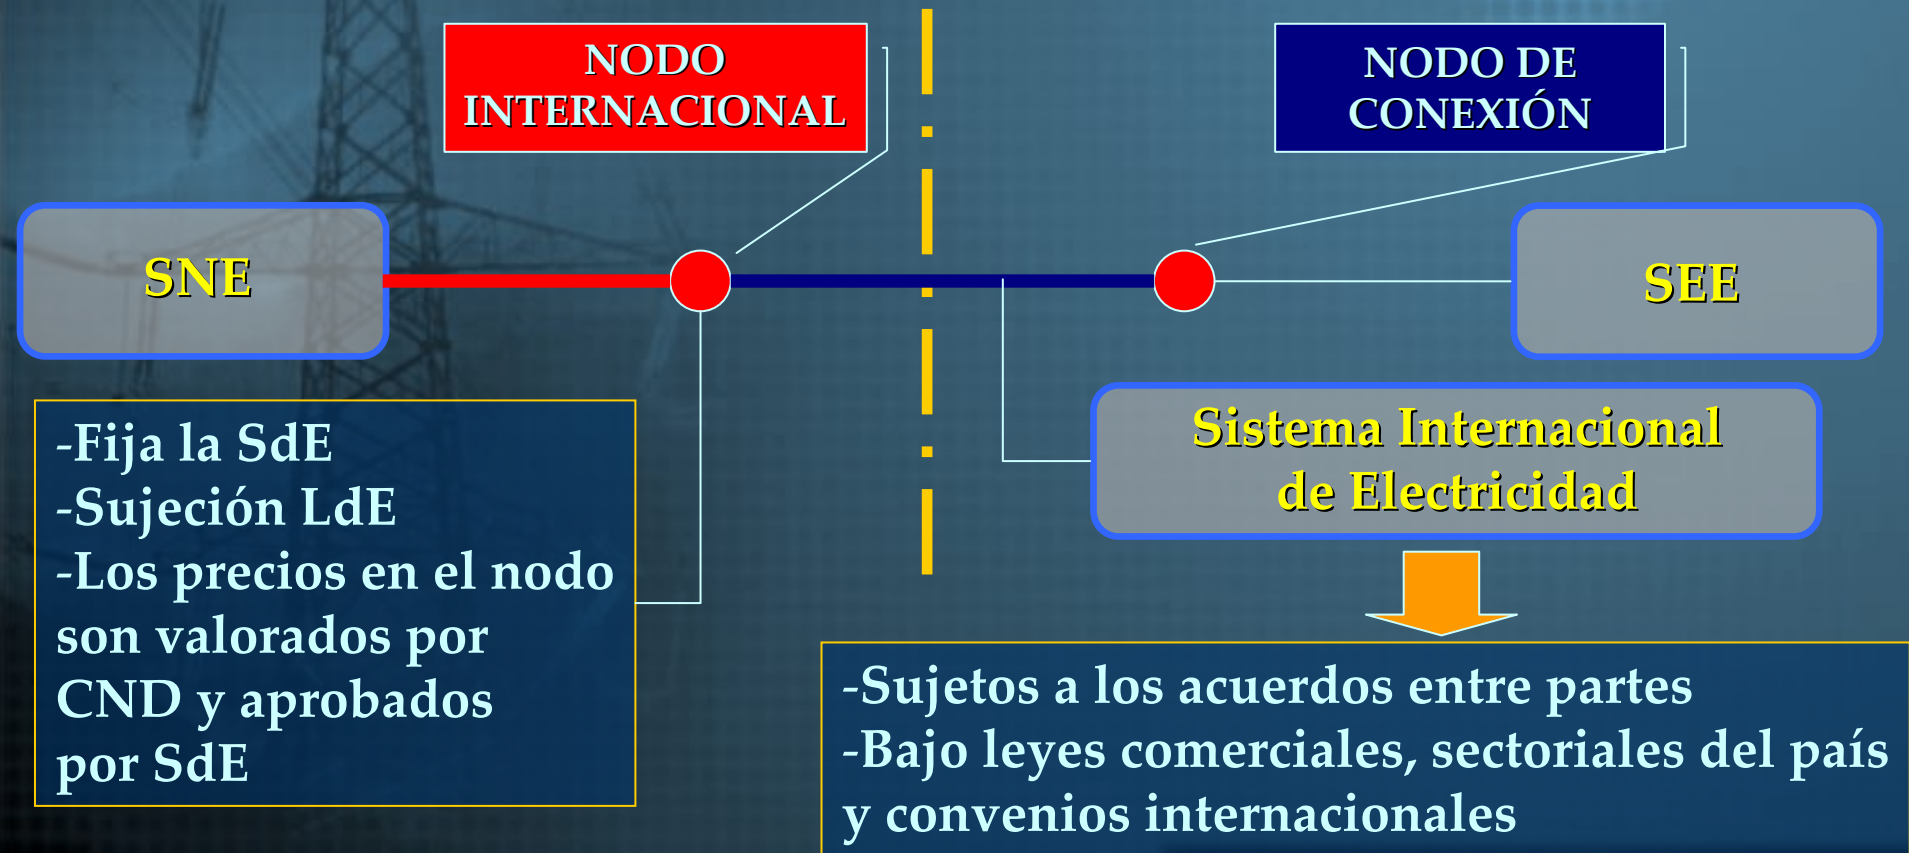 NODO
INTERNACIONAL
NODO DE
CONEXIÓN
SNE
SEE
Sistema Internacional
de Electricidad
-Fija la SdE
-Sujeción LdE
-Los precios en el nodo
son valorados por
CND y aprobados
por SdE
-Sujetos a los acuerdos entre partes
-Bajo leyes comerciales, sectoriales del país
y convenios internacionales